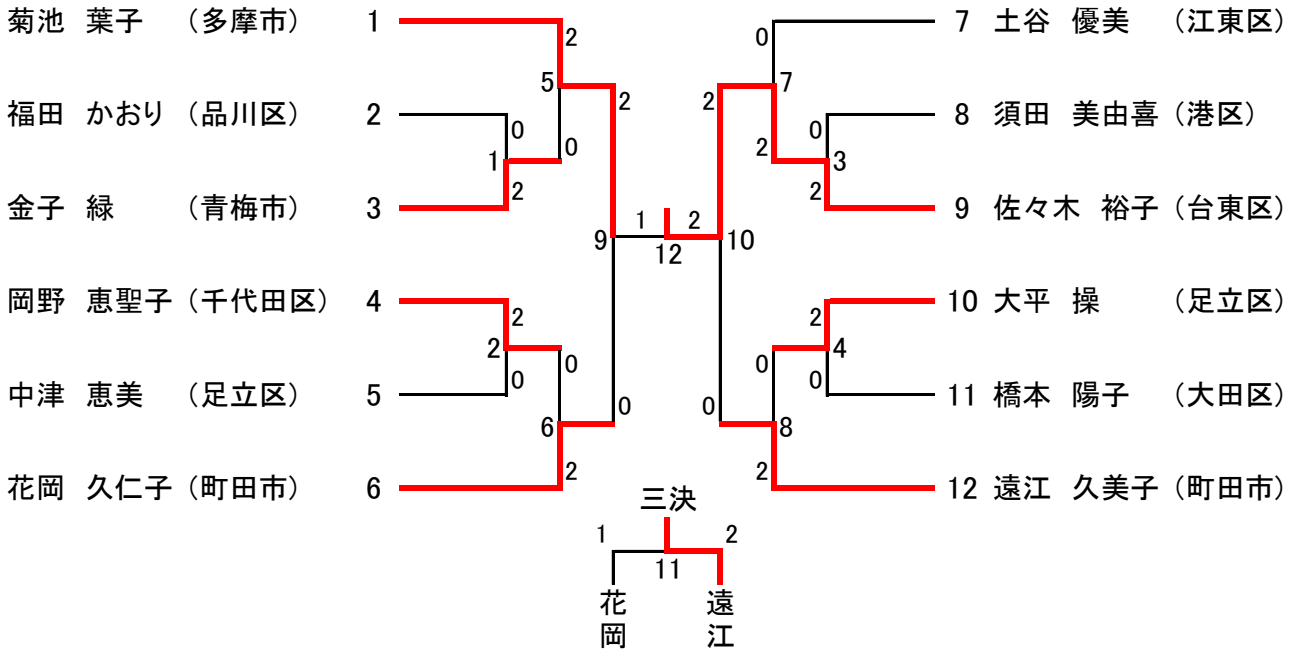 菊池 葉子 (多摩市) 1
2
0
7 土谷 優美 (江東区)
5
2
2
7
福田 かおり (品川区) 2
0
0
0
8 須田 美由喜 (港区)
1
2
2
3
金子 緑 (青梅市) 3
2
9 佐々木 裕子 (台東区)
9
1
2
12
10
岡野 恵聖子 (千代田区) 4
2
2
10 大平 操 (足立区)
2
0
0
4
中津 恵美 (足立区) 5
0
0
0
0
11 橋本 陽子 (大田区)
6
8
花岡 久仁子 (町田市) 6
2
2
12 遠江 久美子 (町田市)
三決
1
2
11
花岡
遠江